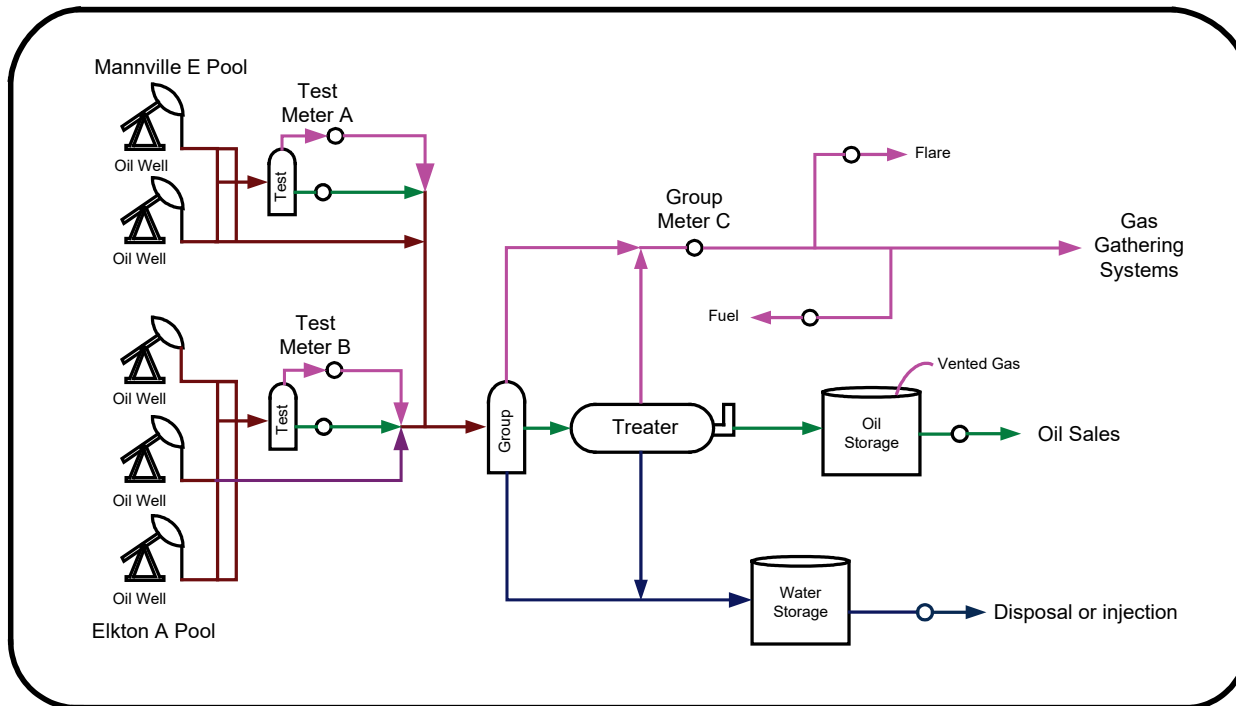 Mannville E Pool
Oil Well
Oil Well
Test
Meter A
Test
Flare
Group
Meter C
Gas
Gathering
Systems
Fuel
Oil Well
Oil Well
Oil Well
Elkton A Pool
Test
Meter B
Test
Group
Treater
Vented Gas
Oil
Storage
Oil Sales
Water
Storage
Disposal or injection